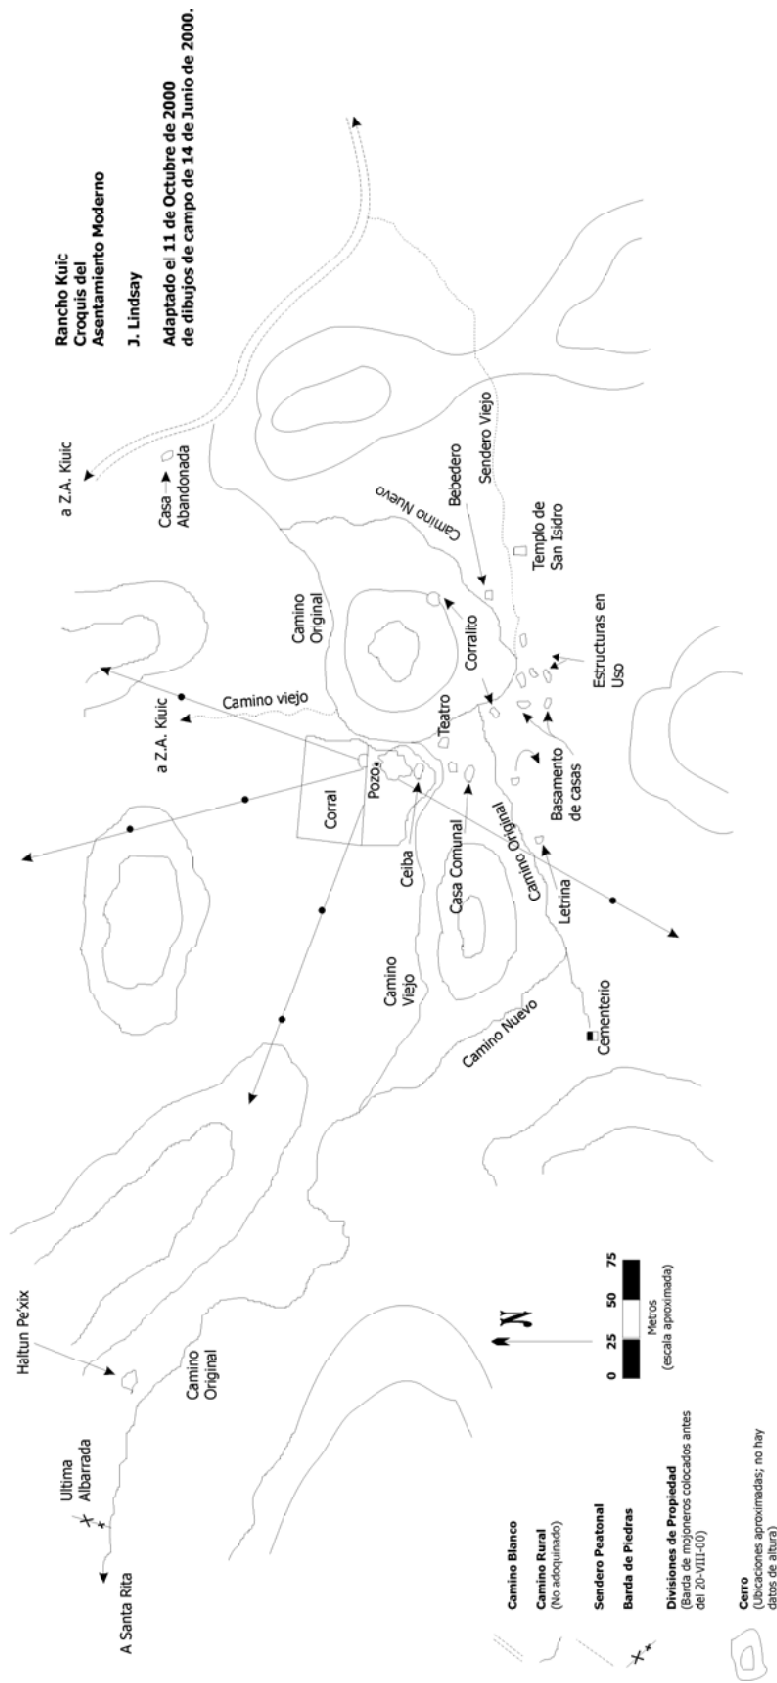 Rancho Kuic
Croquis del
Asentamiento Moderno
J. Lindsay
Adaptado el 11 de Octubre de 2000
de dibujos de campo de 14 de Junio de 2000.
a Z.A. Kiuic
Casa
Abandonada
Camino
Orginal
Camino Nuevo
Bebedero
Sendero Viejo
Templo de
San Isidro
Corralito
Estructuras en
Uso
Camino viejo
a Z.A. Kiuic
Teatro
Corral
Pozo
Ceiba
Casa Comunal
Camino Original
Basamento
de casas
Letrina
Camino
Viejo
Camino Nuevo
Cementerio
Haltun Pe'xix
Camino
Original
Ultima
Albarrada
A Santa Rita
N
0 25 50 75
Metros
(escala aproximada)
Camino Blanco
Camino Rural
(No adoquinado)
Sendero Peatonal
Barda de Piedras
Divisiones de Propiedad
(Barda de mojoneros colocados antes
del 20-VIII-00)
Cerro
(Ubicaciones aproximadas; no hay
datos de altura)